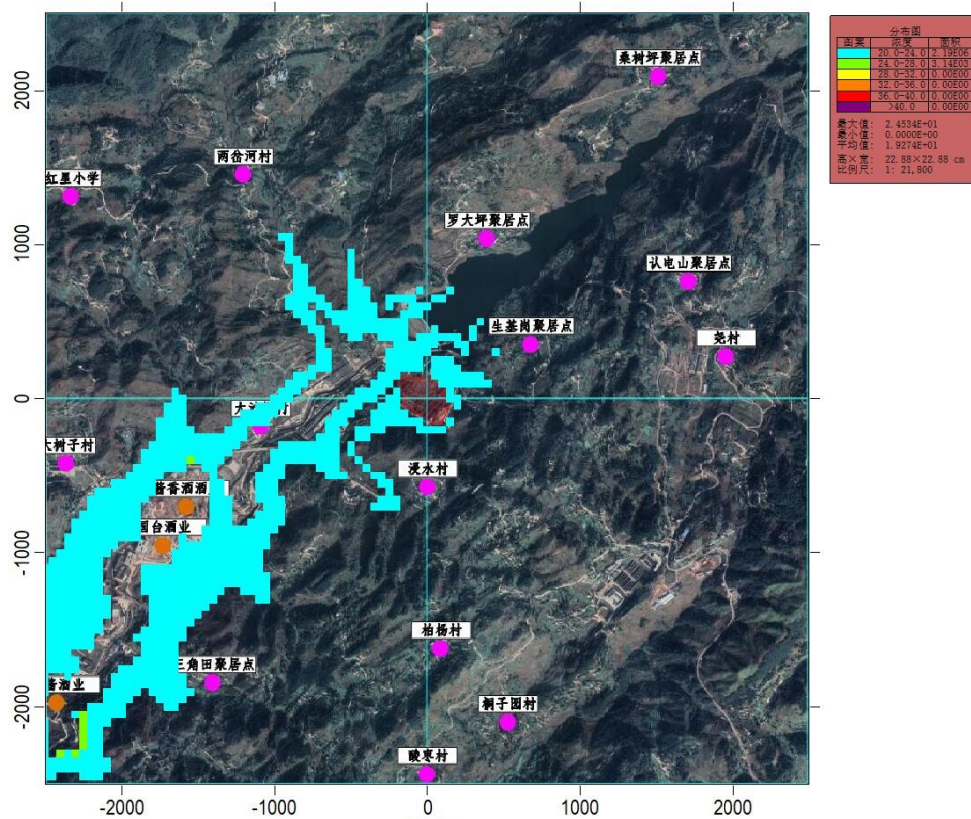 分布图
图案 浓度 面积
20.0-24.0 2.19E06
24.0-28.0 3.14E03
28.0-32.0 0.00E00
32.0-36.0 0.00E00
36.0-40.0 0.00E00
>40.0 0.00E00
最大值: 2.4534E+01
最小值: 0.0000E+00
平均值: 1.9274E+01
高×宽: 22.88×22.88 cm
比例尺: 1: 21,800
桑树坪聚居点
两岔河村
红星小学
罗大坪聚居点
认电山聚居点
生基岗聚居点
尧村
大树子村
浸水村
酱香酒酒
国台酒业
柏杨村
三角田聚居点
酱酒业
桐子园村
酸枣村
2000
1000
0
-1000
-2000
-2000 -1000 0 1000 2000